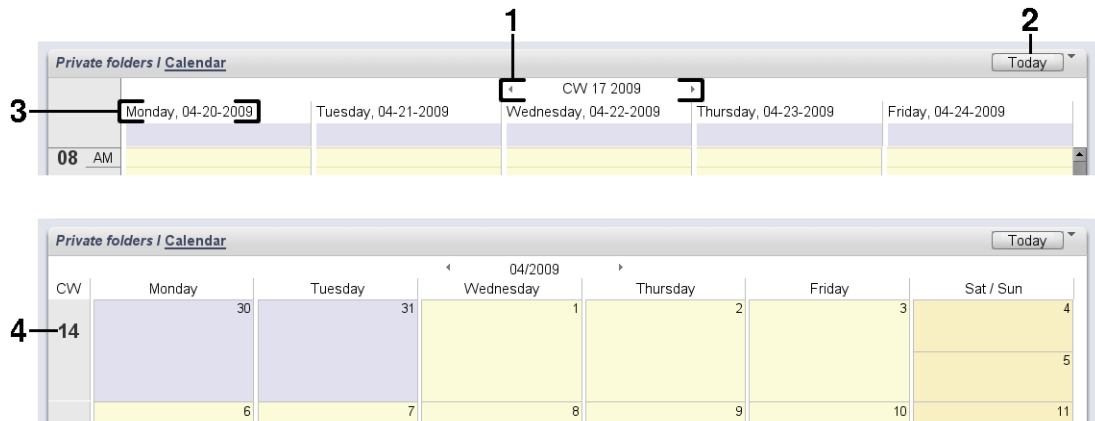 1 2
Private folders / Calendar Today
CW 17 2009
3 Monday, 04-20-2009 Tuesday, 04-21-2009 Wednesday, 04-22-2009 Thursday, 04-23-2009 Friday, 04-24-2009
08 AM
Private folders / Calendar Today
04/2009
CW Monday Tuesday Wednesday Thursday Friday Sat / Sun
30 31 1 2 3 4
4 14
5
6 7 8 9 10 11